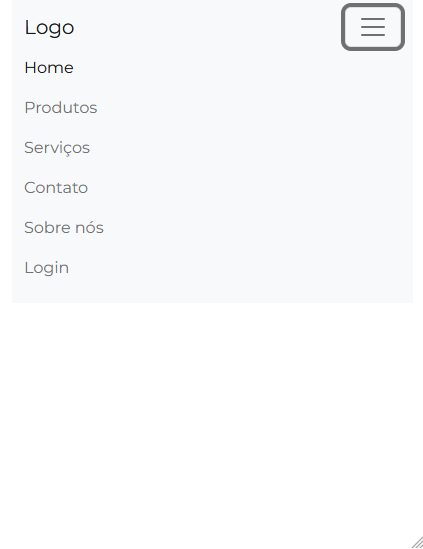 Logo
Home
Produtos
Serviços
Contato
Sobre nós
Login